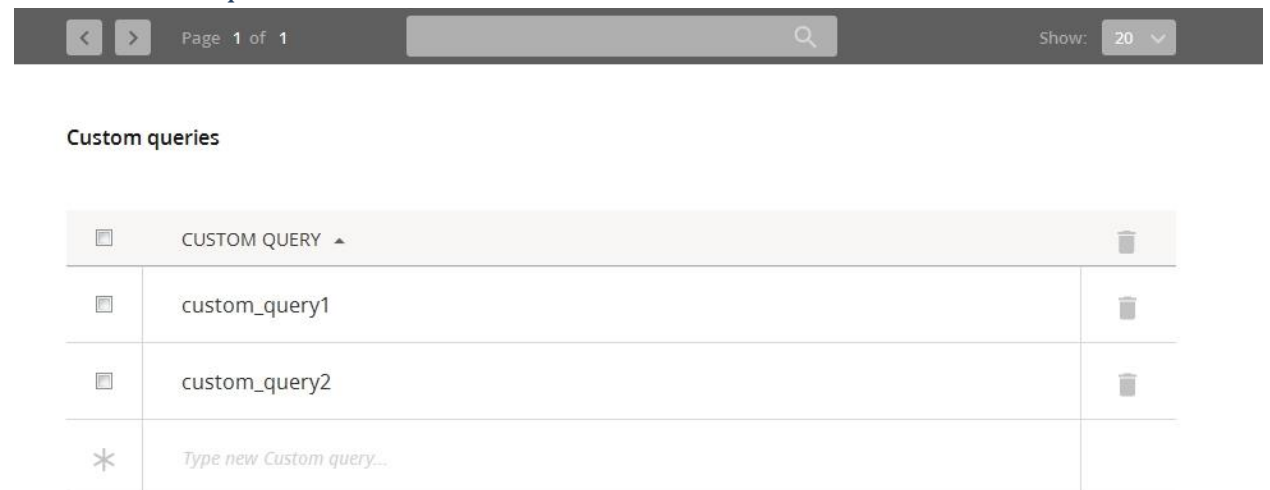 Page 1 of 1
Show: 20
Custom queries
CUSTOM QUERY
custom_query1
custom_query2
Type new Custom query...